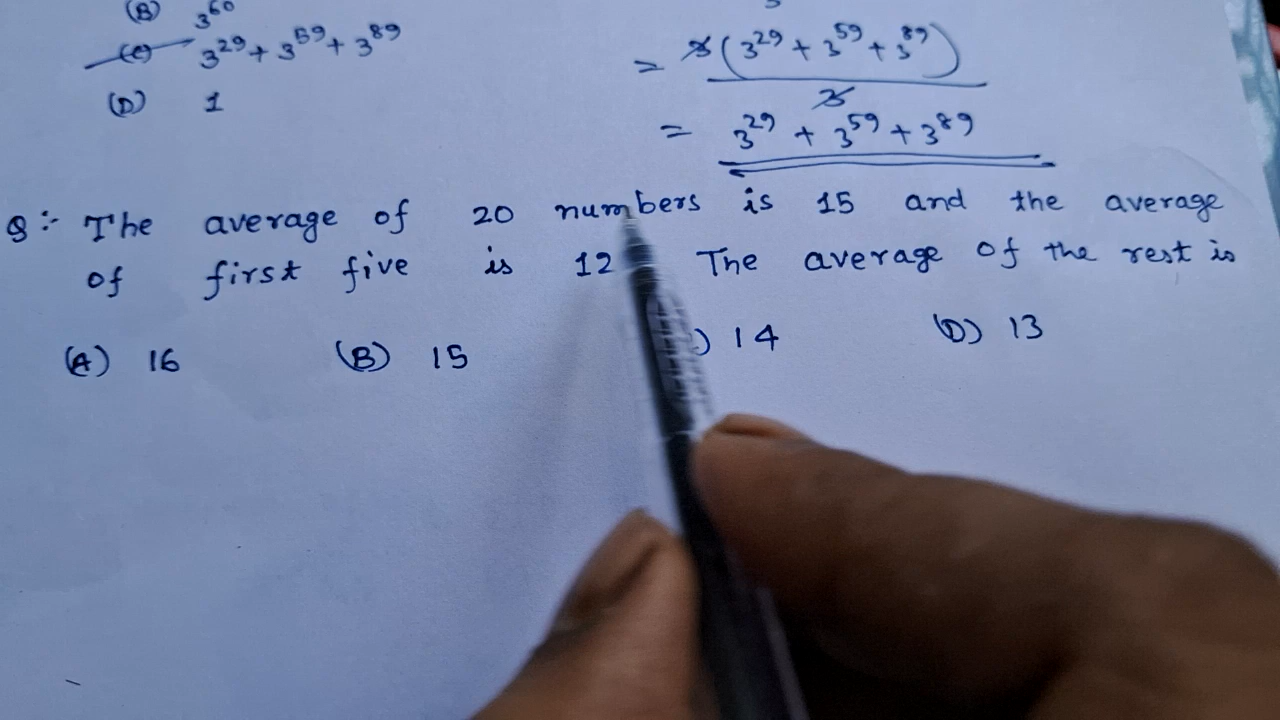 (B) 3^60
(C) 3^29 + 3^59 + 3^89
(D) 1
= 3(3^29 + 3^59 + 3^89)
3
= 3^29 + 3^59 + 3^89
Q:- The average of 20 numbers is 15 and the average
of first five is 12 The average of the rest is
(A) 16 (B) 15 ) 14 (D) 13